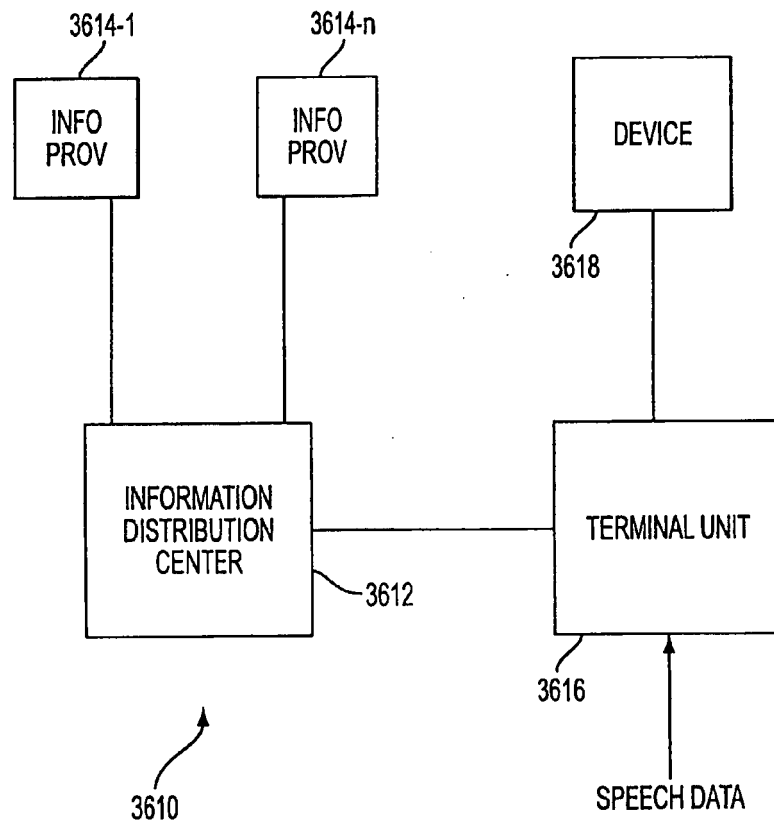 3614-1
3614-n
INFO
PROV
INFO
PROV
DEVICE
3618
INFORMATION
DISTRIBUTION
CENTER
TERMINAL UNIT
3612
3616
3610
SPEECH DATA